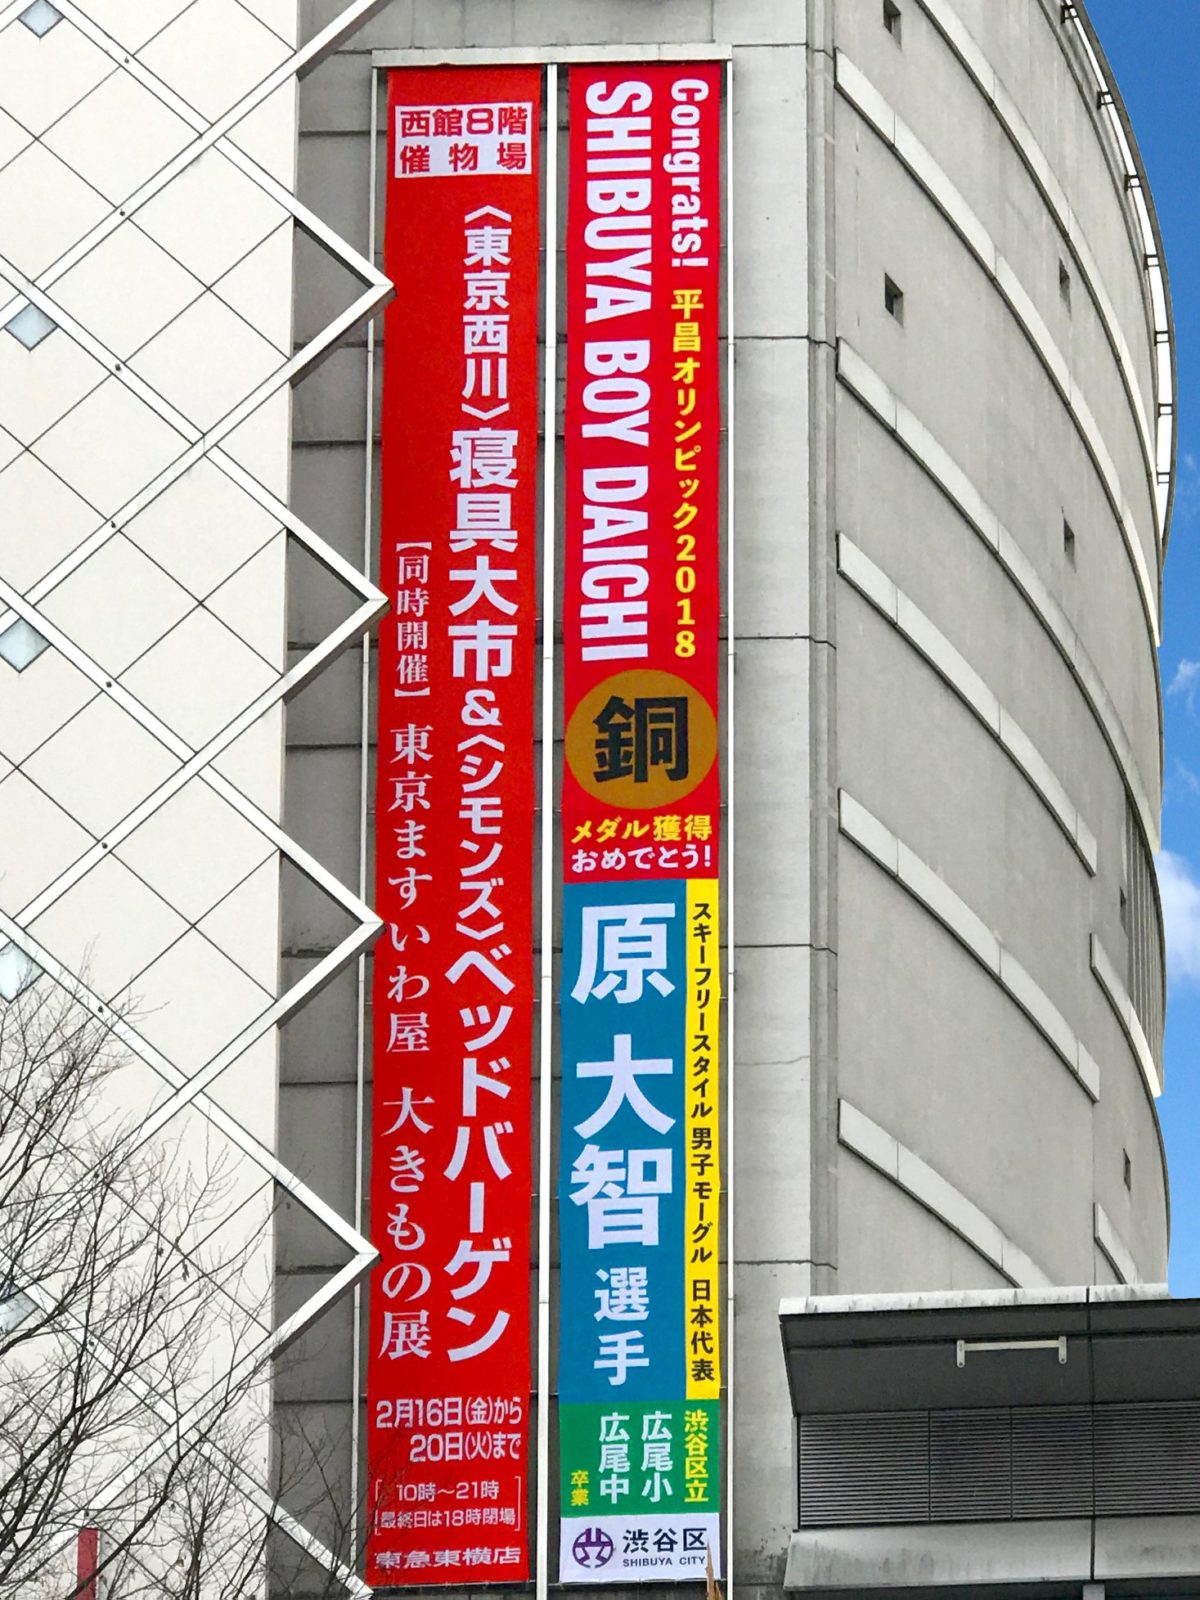 西館8階
催物場
〈東京西川〉寝具大市&〈シモンズ〉ベッドバーゲン
【同時開催】東京ますいわ屋 大きもの展
2月16日(金)から
20日(火)まで
10時〜21時
最終日は18時閉場
東急東横店
Congrats! 平昌オリンピック2018
SHIBUYA BOY DAICHI
銅
メダル獲得
おめでとう!
スキーフリースタイル 男子モーグル 日本代表
原 大智 選手
渋谷区立
広尾小
広尾中
卒業
渋谷区
SHIBUYA CITY